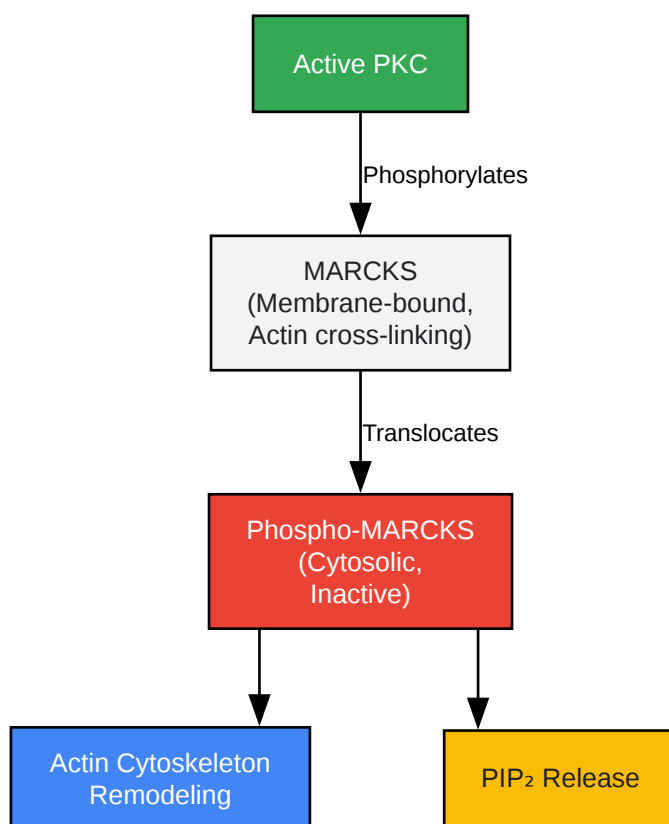 Active PKC
Phosphorylates
MARCKS
(Membrane-bound,
Actin cross-linking)
Translocates
Phospho-MARCKS
(Cytosolic,
Inactive)
Actin Cytoskeleton
Remodeling
PIP₂ Release